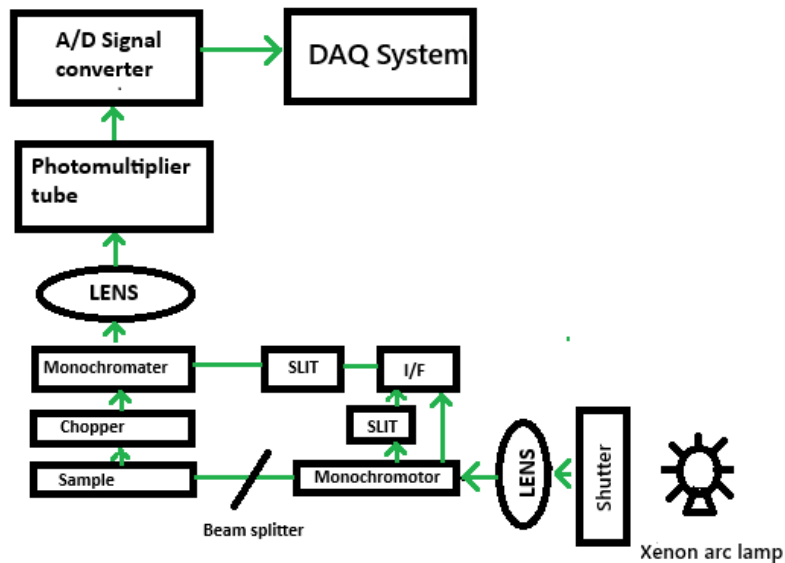 A/D Signal
converter
DAQ System
Photomultiplier
tube
LENS
Monochromater
SLIT
I/F
Chopper
SLIT
Sample
Monochromotor
LENS
Shutter
Beam splitter
Xenon arc lamp